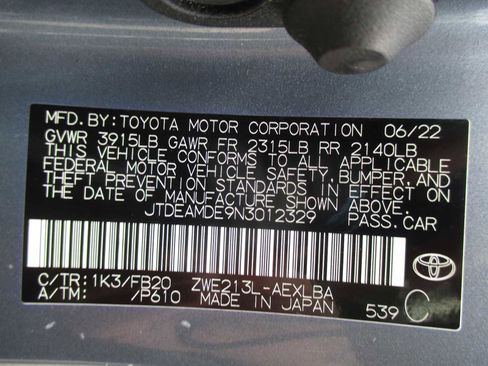 MFD.BY:TOYOTA MOTOR CORPORATION 06/22
GVWR 3915LB GAWR FR 2315LB RR 2140LB
THIS VEHICLE CONFORMS TO ALL APPLICABLE
FEDERAL MOTOR VEHICLE SAFETY,BUMPER,AND
THEFT PREVENTION STANDARDS IN EFFECT ON
THE DATE OF MANUFACTURE SHOWN ABOVE.
JTDEAMDE9N3012329 PASS.CAR
C/TR:1K3/FB20 ZWE213L-AEXLBA
A/TM: /P610 MADE IN JAPAN 539 C
TOYOTA